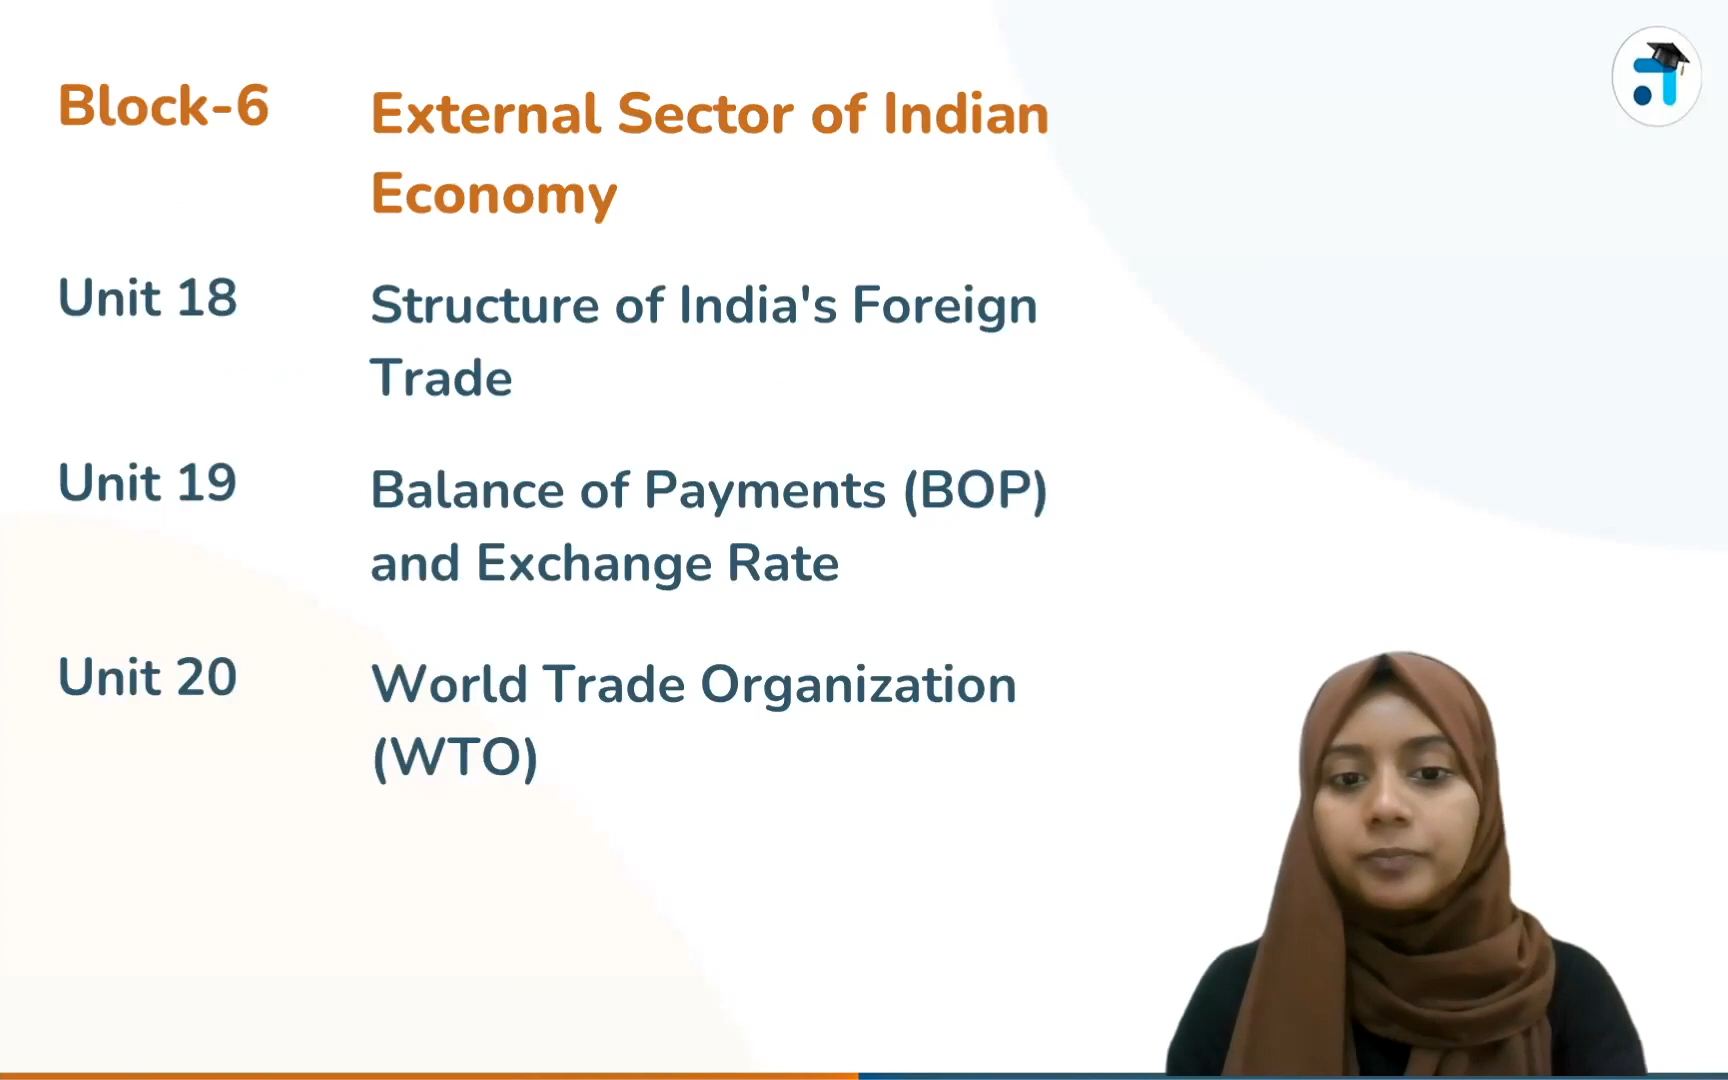 Block-6
External Sector of Indian
Economy
Unit 18
Structure of India's Foreign
Trade
Unit 19
Balance of Payments (BOP)
and Exchange Rate
Unit 20
World Trade Organization
(WTO)